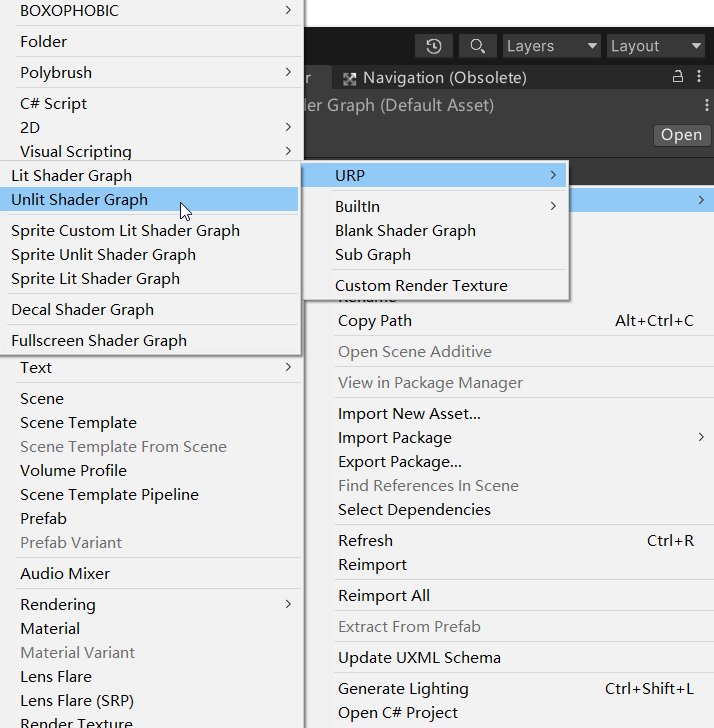 BOXOPHOBIC
Folder
Polybrush
C# Script
2D
Visual Scripting
Lit Shader Graph
Unlit Shader Graph
Sprite Custom Lit Shader Graph
Sprite Unlit Shader Graph
Sprite Lit Shader Graph
Decal Shader Graph
Fullscreen Shader Graph
Text
Scene
Scene Template
Scene Template From Scene
Volume Profile
Scene Template Pipeline
Prefab
Prefab Variant
Audio Mixer
Rendering
Material
Material Variant
Lens Flare
Lens Flare (SRP)
Render Texture
Layers
Layout
r
Navigation (Obsolete)
der Graph (Default Asset)
Open
URP
BuiltIn
Blank Shader Graph
Sub Graph
Custom Render Texture
Rename
Copy Path Alt+Ctrl+C
Open Scene Additive
View in Package Manager
Import New Asset...
Import Package
Export Package...
Find References In Scene
Select Dependencies
Refresh Ctrl+R
Reimport
Reimport All
Extract From Prefab
Update UXML Schema
Generate Lighting Ctrl+Shift+L
Open C# Project